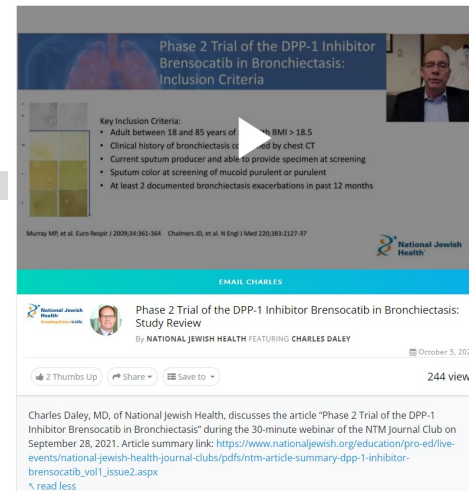 Phase 2 Trial of the DPP-1 Inhibitor
Brensocatib in Bronchiectasis:
Inclusion Criteria
Key Inclusion Criteria:
• Adult between 18 and 85 years of BMI > 18.5
• Clinical history of bronchiectasis by chest CT
• Current sputum producer and able to provide specimen at screening
• Sputum color at screening of mucoid purulent or purulent
• At least 2 documented bronchiectasis exacerbations in past 12 months
Murray MP, et al. Euro Respir J 2009;34:361-364 Chalmers JD, et al. N Engl J Med 220;383:2127-37
National Jewish
Health
EMAIL CHARLES
National Jewish
Health
Phase 2 Trial of the DPP-1 Inhibitor Brensocatib in Bronchiectasis:
Study Review
By NATIONAL JEWISH HEALTH FEATURING CHARLES DALEY
October 5, 202
2 Thumbs Up Share Save to 244 view
Charles Daley, MD, of National Jewish Health, discusses the article “Phase 2 Trial of the DPP-1
Inhibitor Brensocatib in Bronchiectasis” during the 30-minute webinar of the NTM Journal Club on
September 28, 2021. Article summary link: https://www.nationaljewish.org/education/pro-ed/live-
events/national-jewish-health-journal-clubs/pdfs/ntm-article-summary-dpp-1-inhibitor-
brensocatib_vol1_issue2.aspx
read less